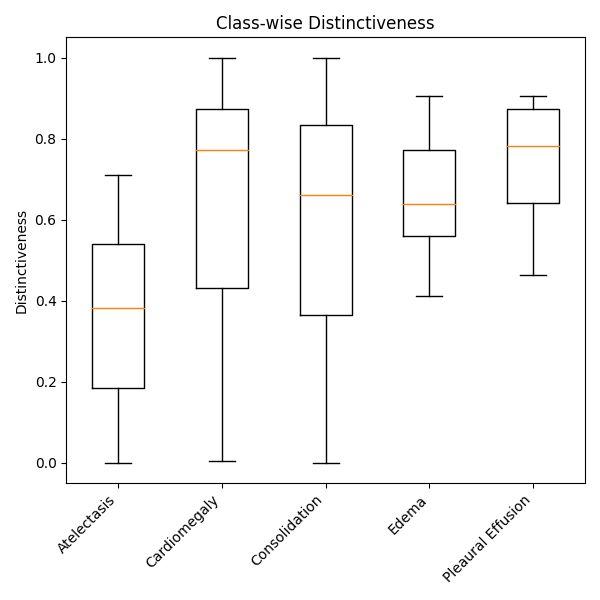 Class-wise Distinctiveness
Distinctiveness
1.0
0.8
0.6
0.4
0.2
0.0
Atelectasis
Cardiomegaly
Consolidation
Edema
Pleaural Effusion